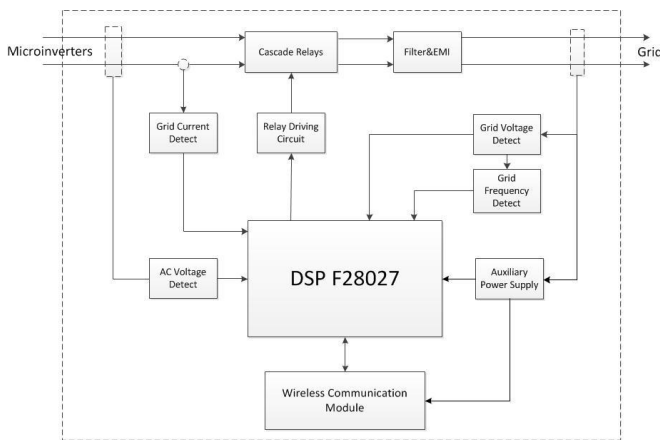 Microinverters
Cascade Relays
Filter&EMI
Grid
Grid Current
Detect
Relay Driving
Circuit
Grid Voltage
Detect
Grid
Frequency
Detect
AC Voltage
Detect
DSP F28027
Auxiliary
Power Supply
Wireless Communication
Module